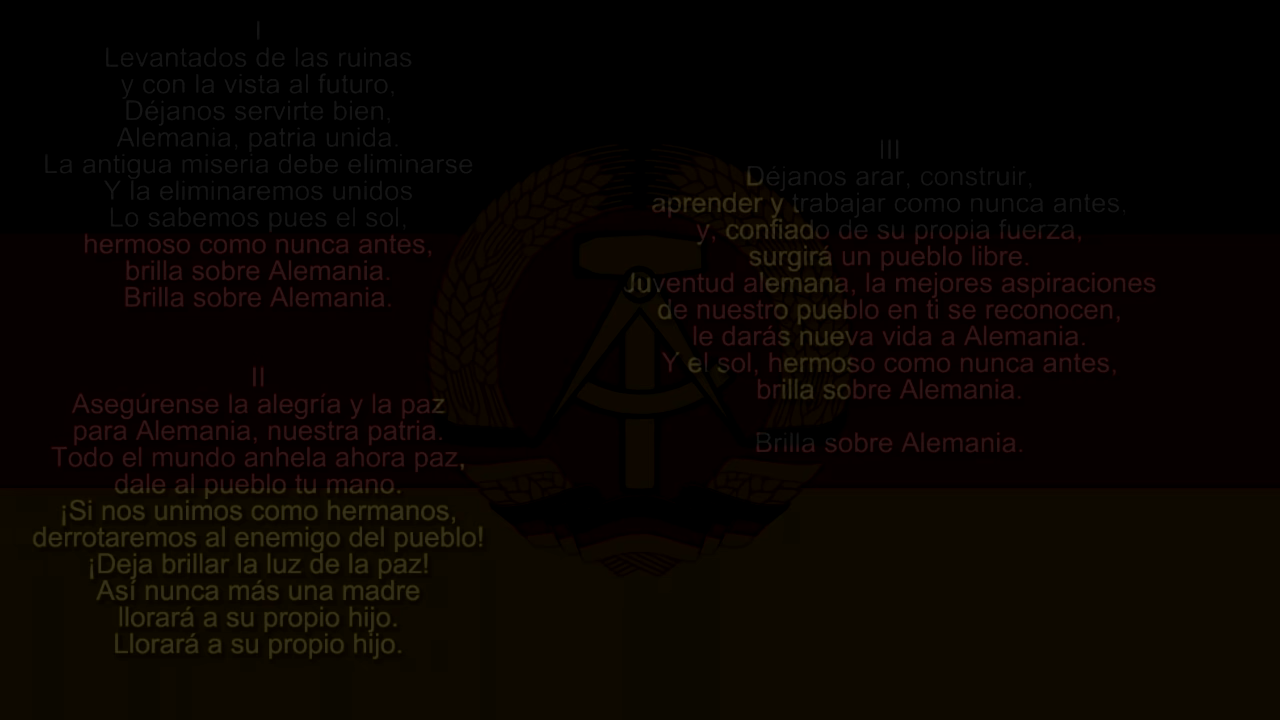 I
Levantados de las ruinas
y con la vista al futuro,
Déjanos servirte bien,
Alemania, patria unida.
La antigua miseria debe eliminarse
Y la eliminaremos unidos
Lo sabemos pues el sol,
hermoso como nunca antes,
brilla sobre Alemania.
Brilla sobre Alemania.
II
Asegúrense la alegría y la paz
para Alemania, nuestra patria.
Todo el mundo anhela ahora paz,
dale al pueblo tu mano.
¡Si nos unimos como hermanos,
derrotaremos al enemigo del pueblo!
¡Deja brillar la luz de la paz!
Así nunca más una madre
llorará a su propio hijo.
Llorará a su propio hijo.
III
Déjanos arar, construir,
aprender y trabajar como nunca antes,
y, confiado de su propia fuerza,
surgirá un pueblo libre.
Juventud alemana, la mejores aspiraciones
de nuestro pueblo en ti se reconocen,
le darás nueva vida a Alemania.
Y el sol, hermoso como nunca antes,
brilla sobre Alemania.
Brilla sobre Alemania.